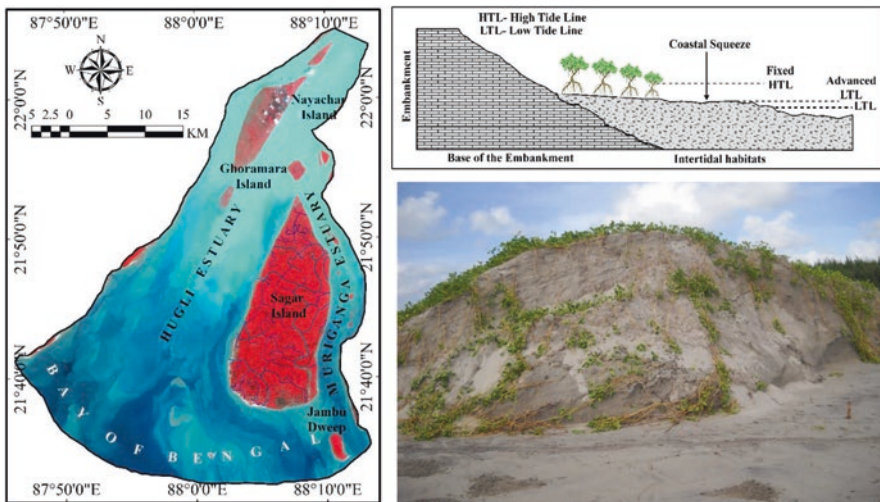 87°50'0"E 88°0'0"E 88°10'0"E
N
W E
S
5 2.5 0 5 10 15
KM
22°0'0"N
22°0'0"N
Nayachar
Island
Ghoramara
Island
21°50'0"N
21°50'0"N
HUGLI ESTUARY
MURIGANGA ESTUARY
Sagar
Island
21°40'0"N
21°40'0"N
Jambu
Dweep
BAY OF BENGAL
87°50'0"E 88°0'0"E 88°10'0"E
HTL- High Tide Line
LTL- Low Tide Line
Coastal Squeeze
Fixed
HTL
Advanced
LTL
LTL
Embankment
Base of the Embankment
Intertidal habitats